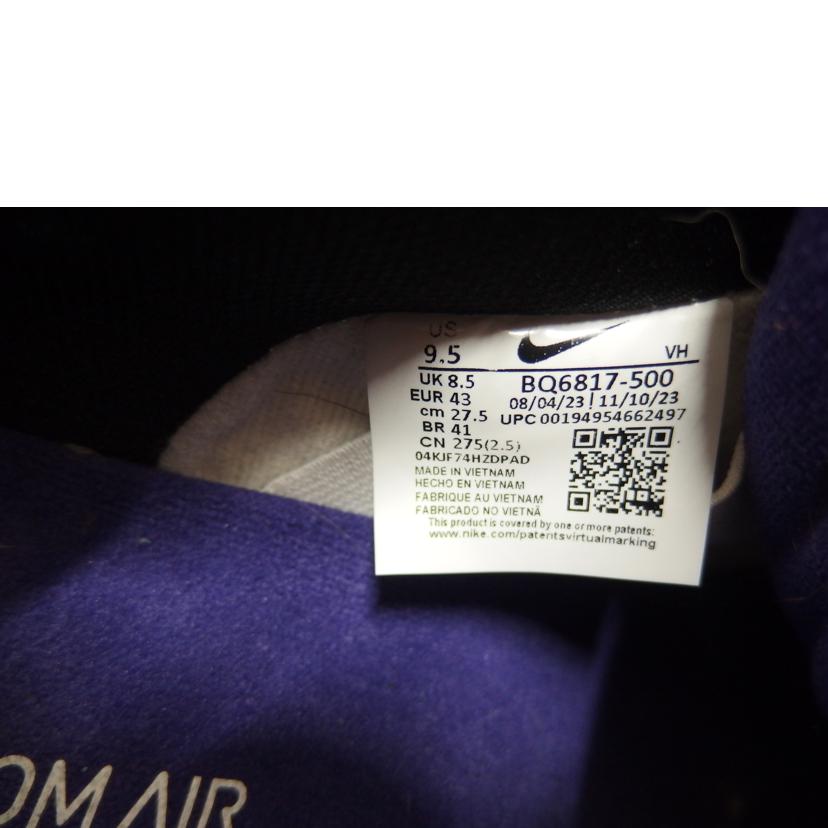 US
9.5
VH
UK 8.5
EUR 43
cm 27.5
BR 41
CN 275(2.5)
04KJF74HZDPAD
BQ6817-500
08/04/23 | 11/10/23
UPC 00194954662497
MADE IN VIETNAM
HECHO EN VIETNAM
FABRIQUE AU VIETNAM
FABRICADO NO VIETNÃ
This product is covered by one or more patents:
www.nike.com/patentsvirtualmarking
OM AIR